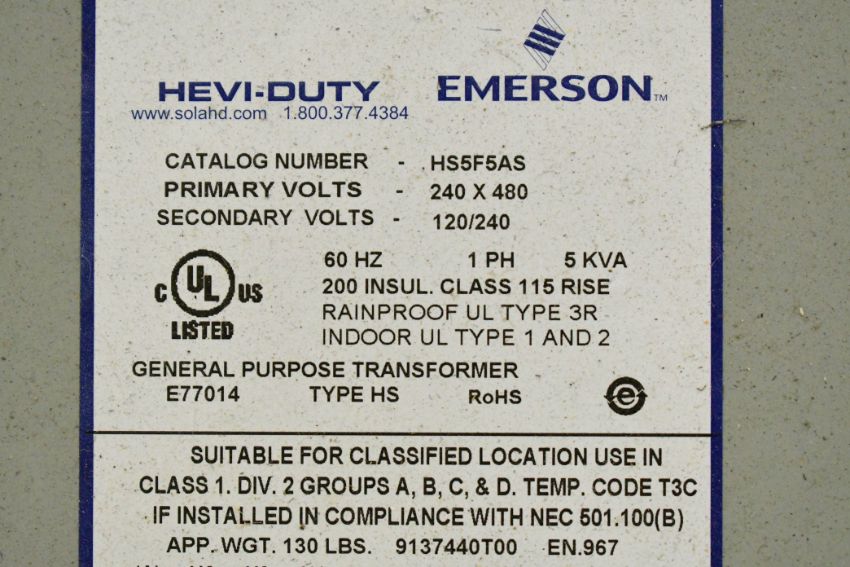 HEVI-DUTY EMERSON™
www.solahd.com 1.800.377.4384
CATALOG NUMBER - HS5F5AS
PRIMARY VOLTS - 240 X 480
SECONDARY VOLTS - 120/240
60 HZ 1 PH 5 KVA
200 INSUL. CLASS 115 RISE
RAINPROOF UL TYPE 3R
INDOOR UL TYPE 1 AND 2
C UL US
LISTED
GENERAL PURPOSE TRANSFORMER
E77014 TYPE HS RoHS e
SUITABLE FOR CLASSIFIED LOCATION USE IN
CLASS 1. DIV. 2 GROUPS A, B, C, & D. TEMP. CODE T3C
IF INSTALLED IN COMPLIANCE WITH NEC 501.100(B)
APP. WGT. 130 LBS. 9137440T00 EN.967